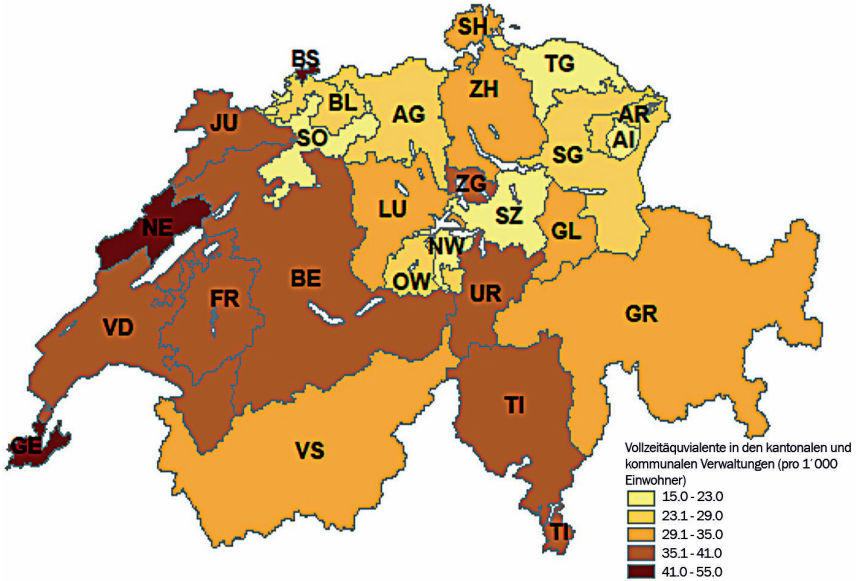 SH
BS
TG
ZH
BL
AG
AR
JU
SO
AI
SG
ZG
LU
SZ
NE
GL
NW
BE
OW
FR
UR
VD
GR
TI
GE
VS
TI
Vollzeitäquvialente in den kantonalen und
kommunalen Verwaltungen (pro 1´000
Einwohner)
15.0 - 23.0
23.1 - 29.0
29.1 - 35.0
35.1 - 41.0
41.0 - 55.0